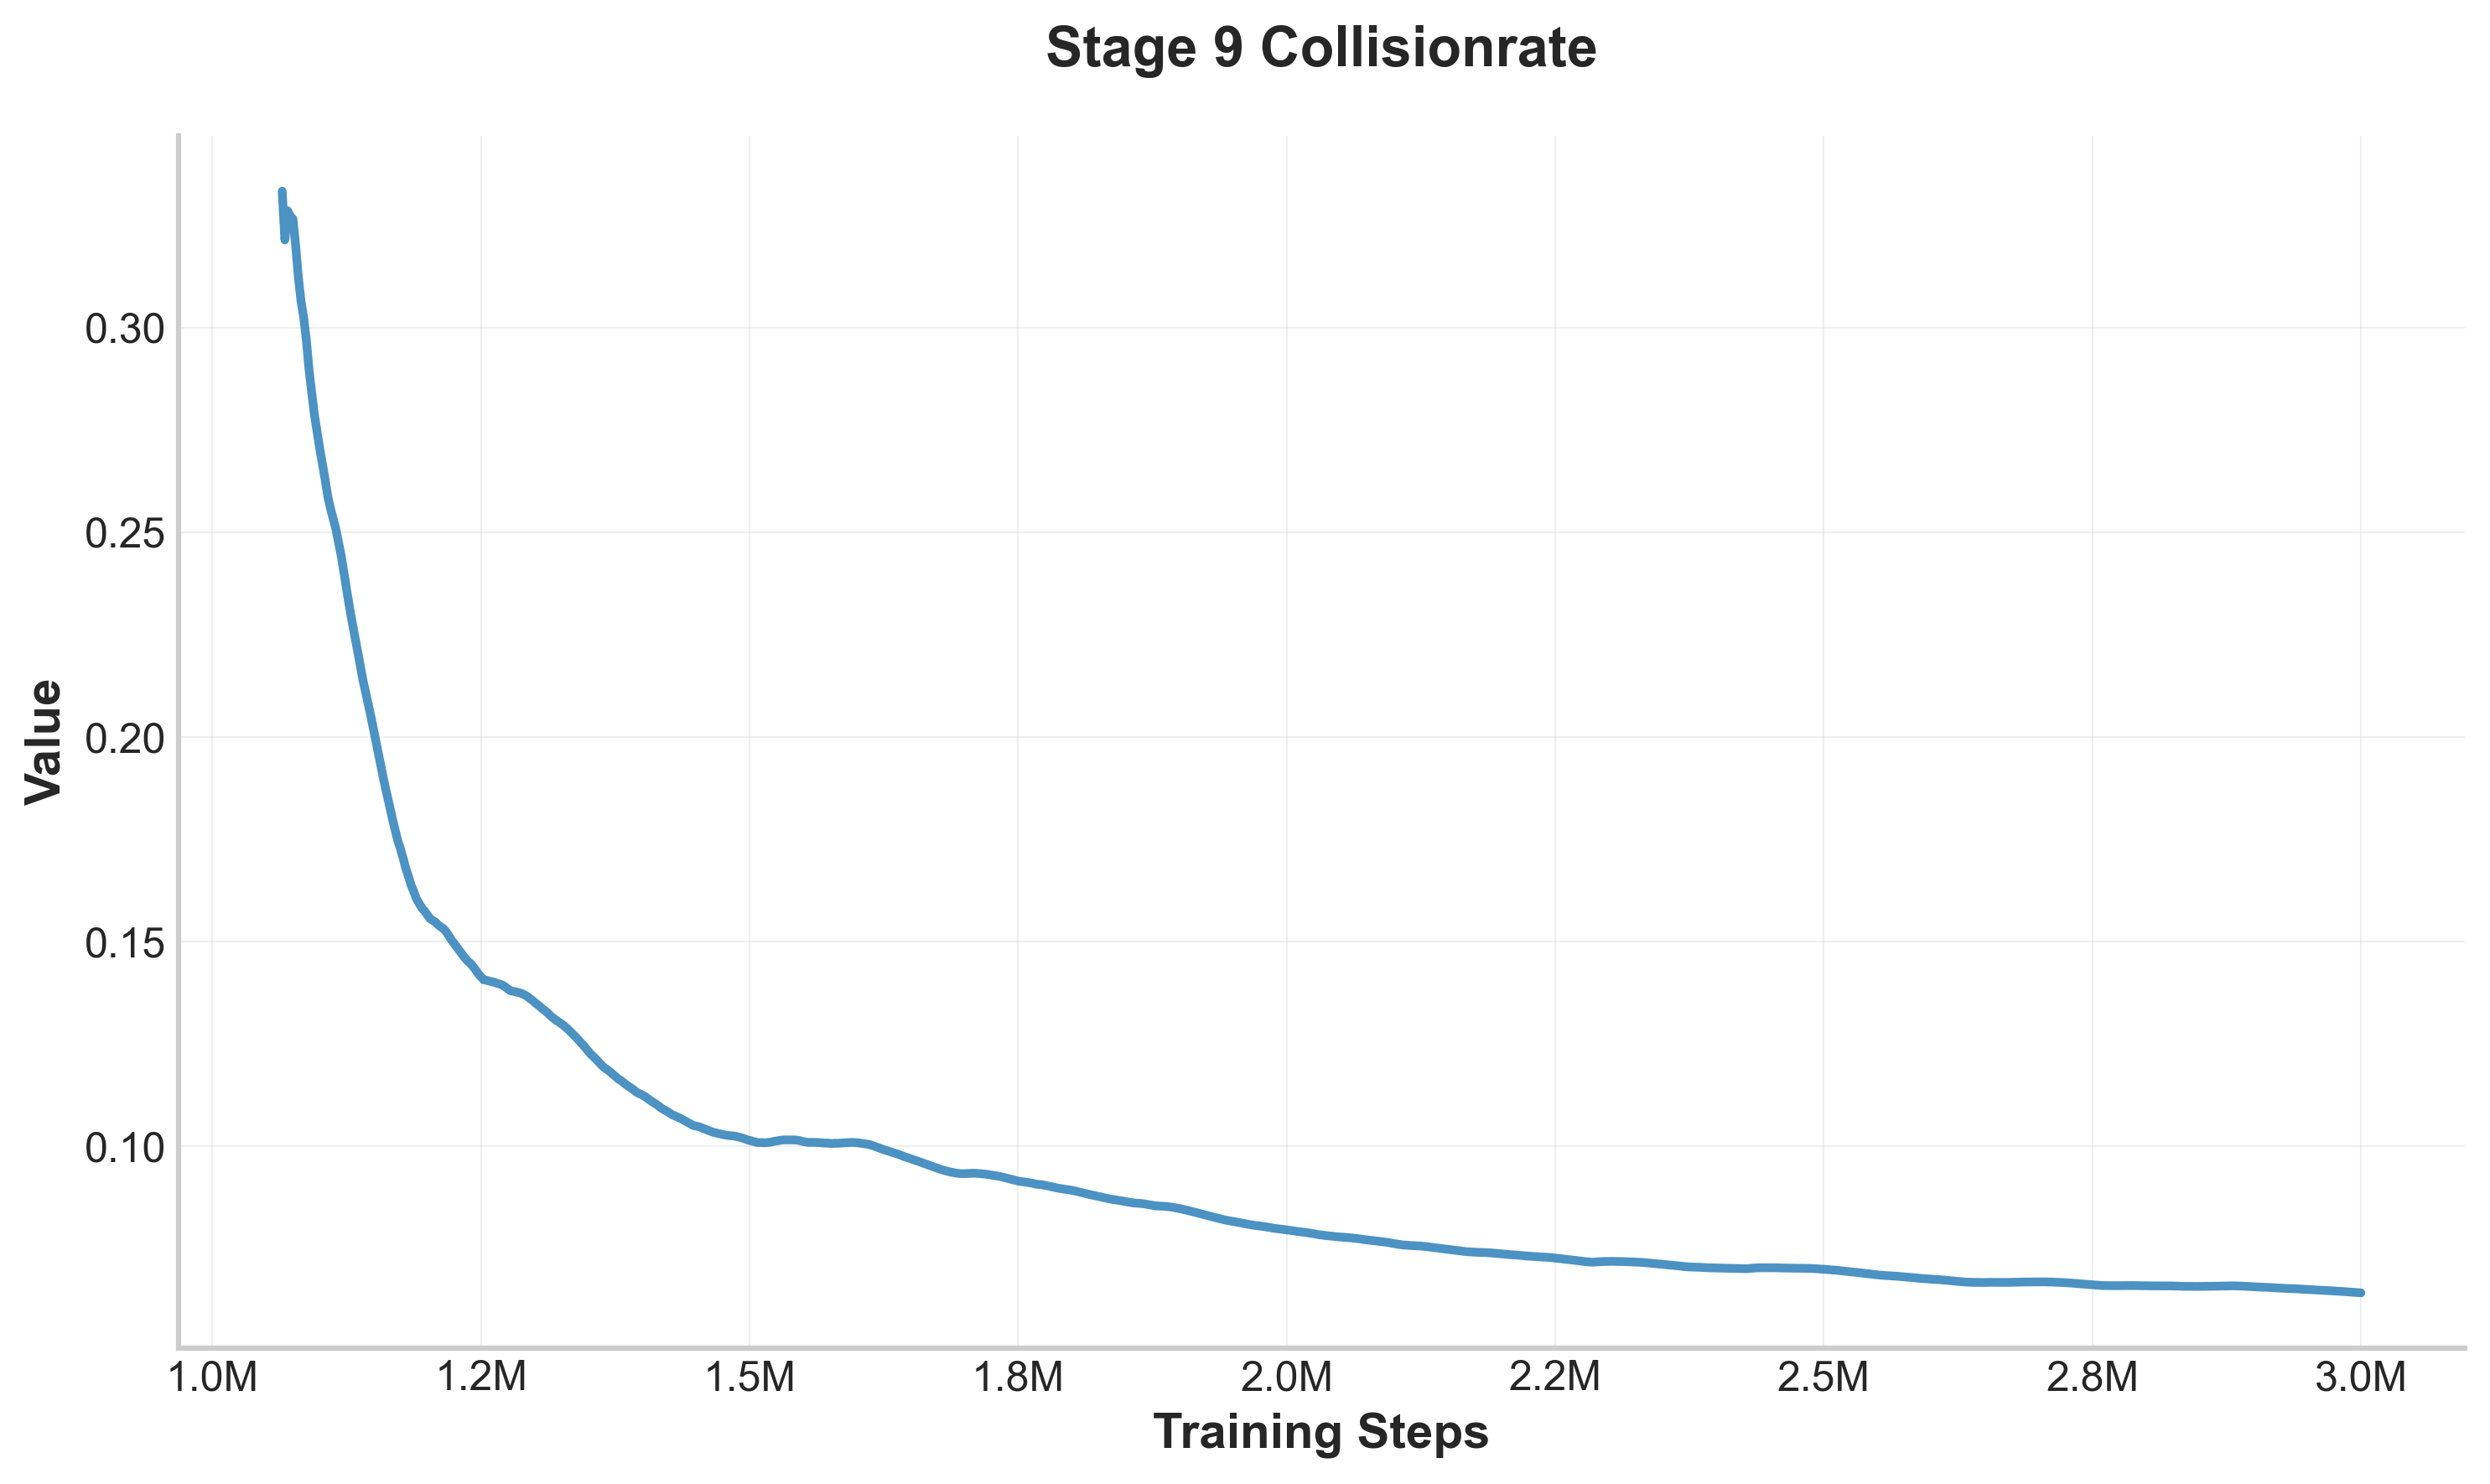 Stage 9 Collisionrate
Value
0.30
0.25
0.20
0.15
0.10
1.0M 1.2M 1.5M 1.8M 2.0M 2.2M 2.5M 2.8M 3.0M
Training Steps